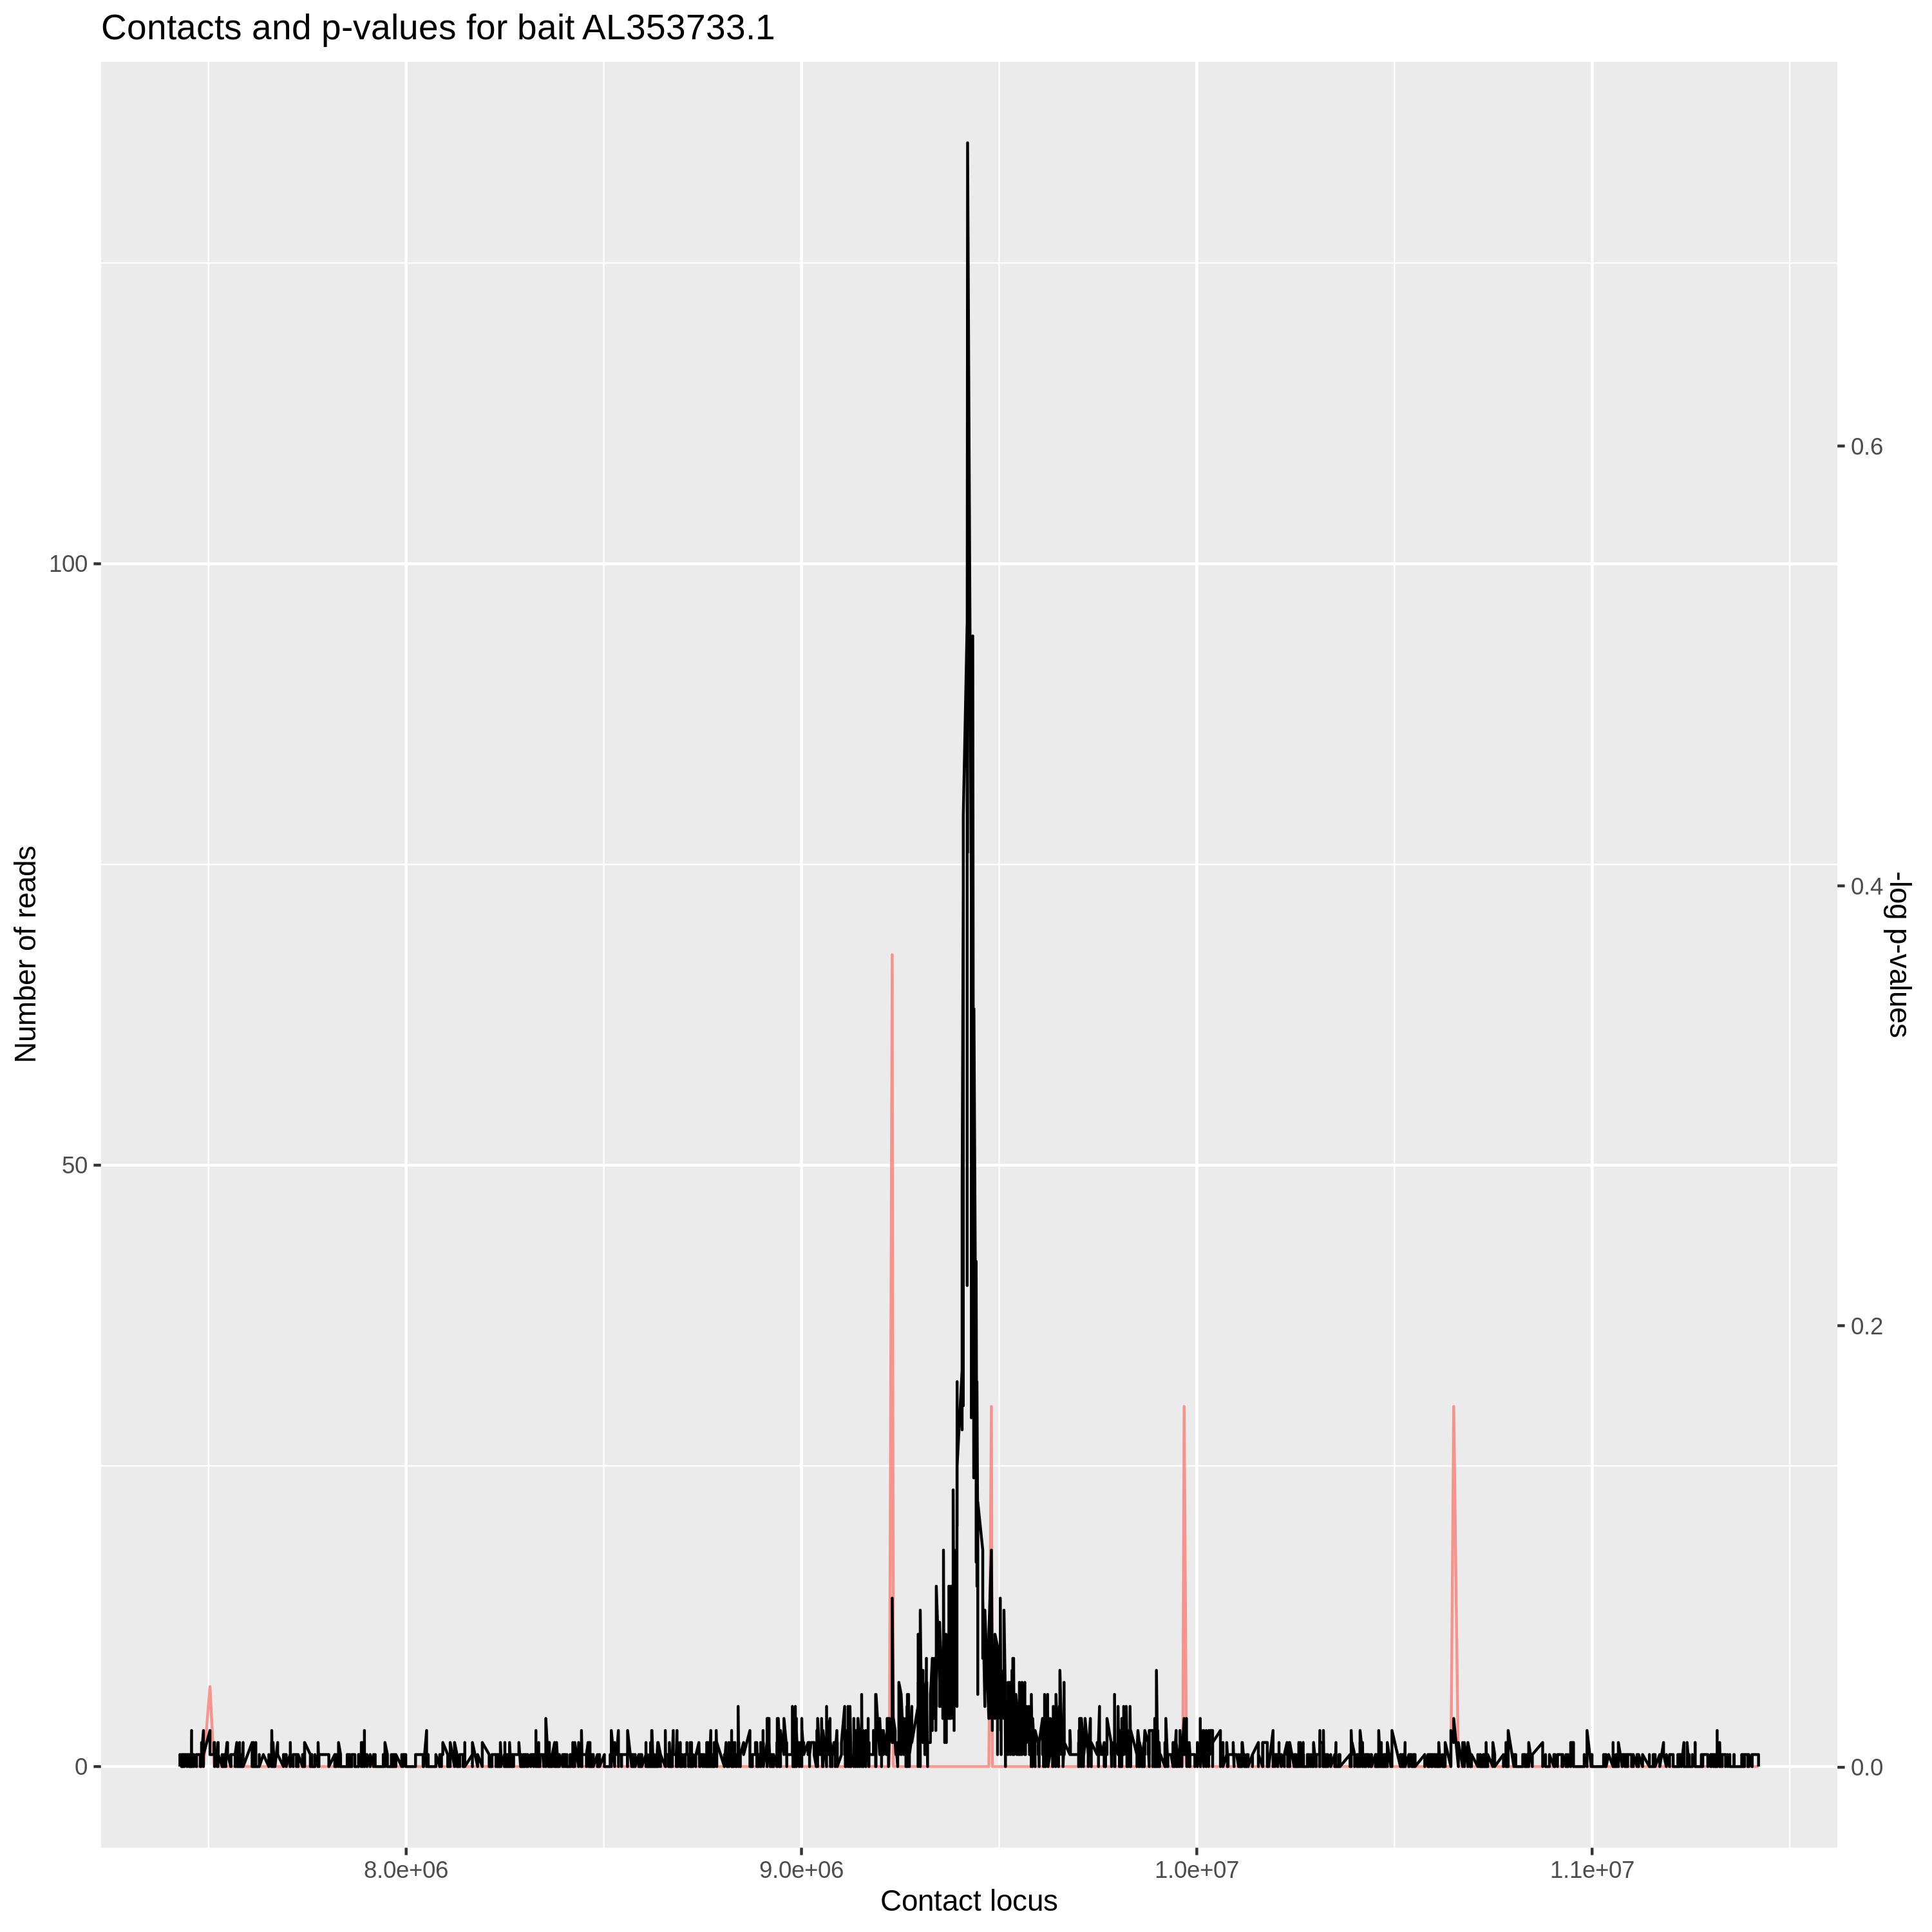 Contacts and p-values for bait AL353733.1
Number of reads
100
50
0
0.6
0.4
0.2
0.0
-log p-values
8.0e+06
9.0e+06
1.0e+07
1.1e+07
Contact locus